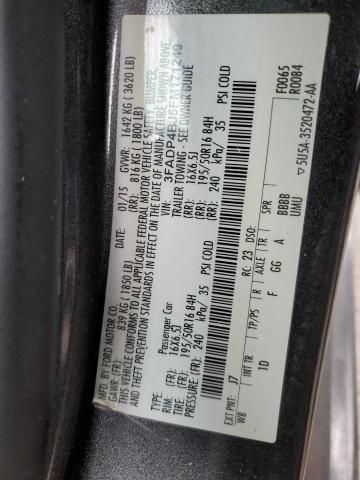 MFD. BY FORD MOTOR CO.
01/15 GVWR: 1642 KG ( 3620 LB)
GAWR: (FR): 839 KG ( 1850 LB) (RR): 816 KG ( 1800 LB)
THIS VEHICLE CONFORMS TO ALL APPLICABLE FEDERAL MOTOR VEHICLE SAFETY, BUMPER,
AND THEFT PREVENTION STANDARDS IN EFFECT ON THE DATE OF MANUFACTURE SHOWN ABOVE.
3FADP4BJ5FM171249
TYPE: Passenger Car
TRAILER TOWING - SEE OWNER GUIDE
RIM: (FR): 16X6.5J (RR): 16X6.5J
TIRE: (FR): 195/50R16 84H (RR): 195/50R16 84H
PRESSURE: (FR): 240 kPa/ 35 PSI COLD (RR): 240 kPa/ 35 PSI COLD
F0065
R0084
EXT PNT: J7 RC: 23 DSO:
WB INT TR TP/PS R AXLE TR SPR
1D F GG A BBBB
UMU
5U5A-3520472-AA